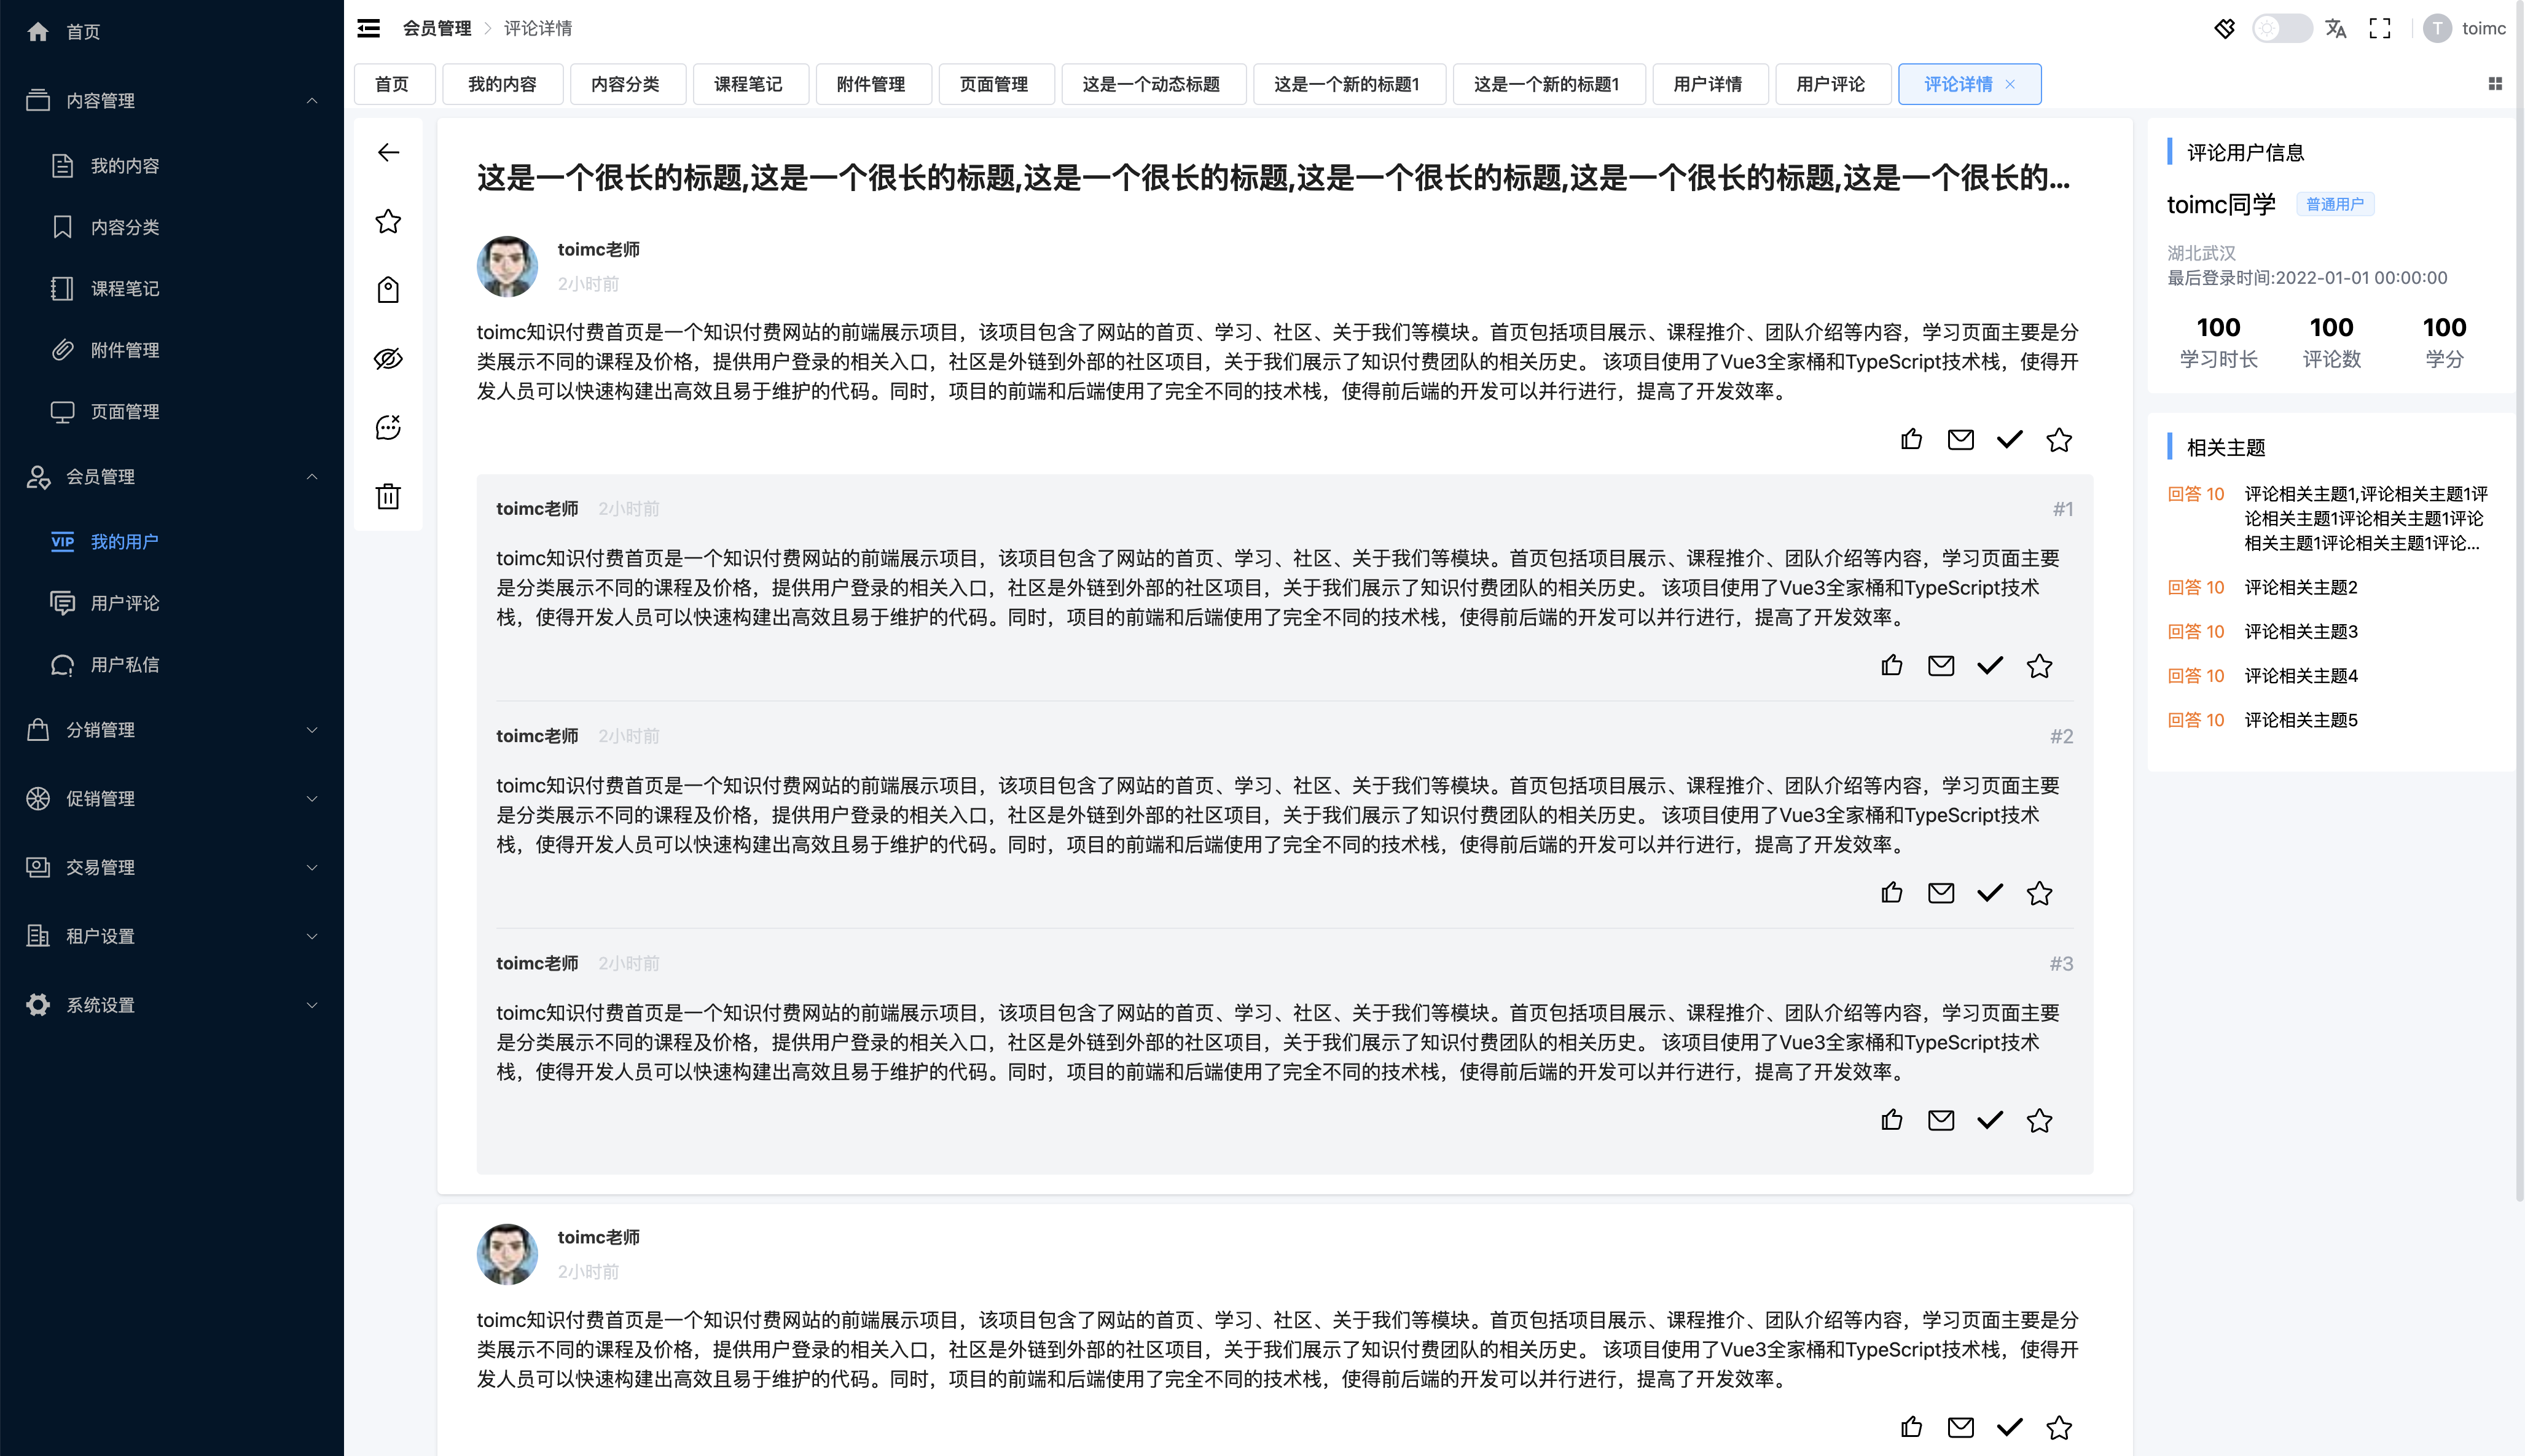 首页
内容管理
我的内容
内容分类
课程笔记
附件管理
页面管理
会员管理
VIP 我的用户
用户评论
用户私信
分销管理
促销管理
交易管理
租户设置
系统设置
会员管理 > 评论详情
T toimc
首页 我的内容 内容分类 课程笔记 附件管理 页面管理 这是一个动态标题 这是一个新的标题1 这是一个新的标题1 用户详情 用户评论 评论详情 ×
这是一个很长的标题,这是一个很长的标题,这是一个很长的标题,这是一个很长的标题,这是一个很长的标题,这是一个很长的...
toimc老师
2小时前
toimc知识付费首页是一个知识付费网站的前端展示项目，该项目包含了网站的首页、学习、社区、关于我们等模块。首页包括项目展示、课程推介、团队介绍等内容，学习页面主要是分
类展示不同的课程及价格，提供用户登录的相关入口，社区是外链到外部的社区项目，关于我们展示了知识付费团队的相关历史。 该项目使用了Vue3全家桶和TypeScript技术栈，使得开
发人员可以快速构建出高效且易于维护的代码。同时，项目的前端和后端使用了完全不同的技术栈，使得前后端的开发可以并行进行，提高了开发效率。
toimc老师 2小时前 #1
toimc知识付费首页是一个知识付费网站的前端展示项目，该项目包含了网站的首页、学习、社区、关于我们等模块。首页包括项目展示、课程推介、团队介绍等内容，学习页面主要
是分类展示不同的课程及价格，提供用户登录的相关入口，社区是外链到外部的社区项目，关于我们展示了知识付费团队的相关历史。 该项目使用了Vue3全家桶和TypeScript技术
栈，使得开发人员可以快速构建出高效且易于维护的代码。同时，项目的前端和后端使用了完全不同的技术栈，使得前后端的开发可以并行进行，提高了开发效率。
toimc老师 2小时前 #2
toimc知识付费首页是一个知识付费网站的前端展示项目，该项目包含了网站的首页、学习、社区、关于我们等模块。首页包括项目展示、课程推介、团队介绍等内容，学习页面主要
是分类展示不同的课程及价格，提供用户登录的相关入口，社区是外链到外部的社区项目，关于我们展示了知识付费团队的相关历史。 该项目使用了Vue3全家桶和TypeScript技术
栈，使得开发人员可以快速构建出高效且易于维护的代码。同时，项目的前端和后端使用了完全不同的技术栈，使得前后端的开发可以并行进行，提高了开发效率。
toimc老师 2小时前 #3
toimc知识付费首页是一个知识付费网站的前端展示项目，该项目包含了网站的首页、学习、社区、关于我们等模块。首页包括项目展示、课程推介、团队介绍等内容，学习页面主要
是分类展示不同的课程及价格，提供用户登录的相关入口，社区是外链到外部的社区项目，关于我们展示了知识付费团队的相关历史。 该项目使用了Vue3全家桶和TypeScript技术
栈，使得开发人员可以快速构建出高效且易于维护的代码。同时，项目的前端和后端使用了完全不同的技术栈，使得前后端的开发可以并行进行，提高了开发效率。
toimc老师
2小时前
toimc知识付费首页是一个知识付费网站的前端展示项目，该项目包含了网站的首页、学习、社区、关于我们等模块。首页包括项目展示、课程推介、团队介绍等内容，学习页面主要是分
类展示不同的课程及价格，提供用户登录的相关入口，社区是外链到外部的社区项目，关于我们展示了知识付费团队的相关历史。 该项目使用了Vue3全家桶和TypeScript技术栈，使得开
发人员可以快速构建出高效且易于维护的代码。同时，项目的前端和后端使用了完全不同的技术栈，使得前后端的开发可以并行进行，提高了开发效率。
评论用户信息
toimc同学 普通用户
湖北武汉
最后登录时间:2022-01-01 00:00:00
100 100 100
学习时长 评论数 学分
相关主题
回答 10 评论相关主题1,评论相关主题1评
论相关主题1评论相关主题1评论
相关主题1评论相关主题1评论...
回答 10 评论相关主题2
回答 10 评论相关主题3
回答 10 评论相关主题4
回答 10 评论相关主题5